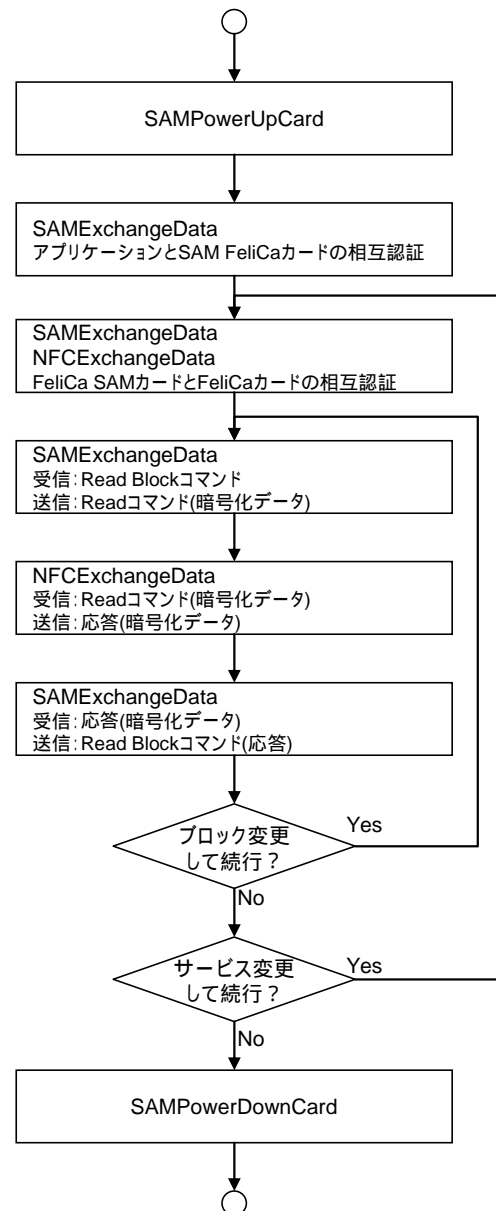 SAMPowerUpCard
SAMExchangeData
アプリケーションとSAM FeliCaカードの相互認証
SAMExchangeData
NFCExchangeData
FeliCa SAMカードとFeliCaカードの相互認証
SAMExchangeData
受信：Read Blockコマンド
送信：Readコマンド(暗号化データ)
NFCExchangeData
受信：Readコマンド(暗号化データ)
送信：応答(暗号化データ)
SAMExchangeData
受信：応答(暗号化データ)
送信：Read Blockコマンド(応答)
ブロック変更
して続行？
Yes
No
サービス変更
して続行？
Yes
No
SAMPowerDownCard